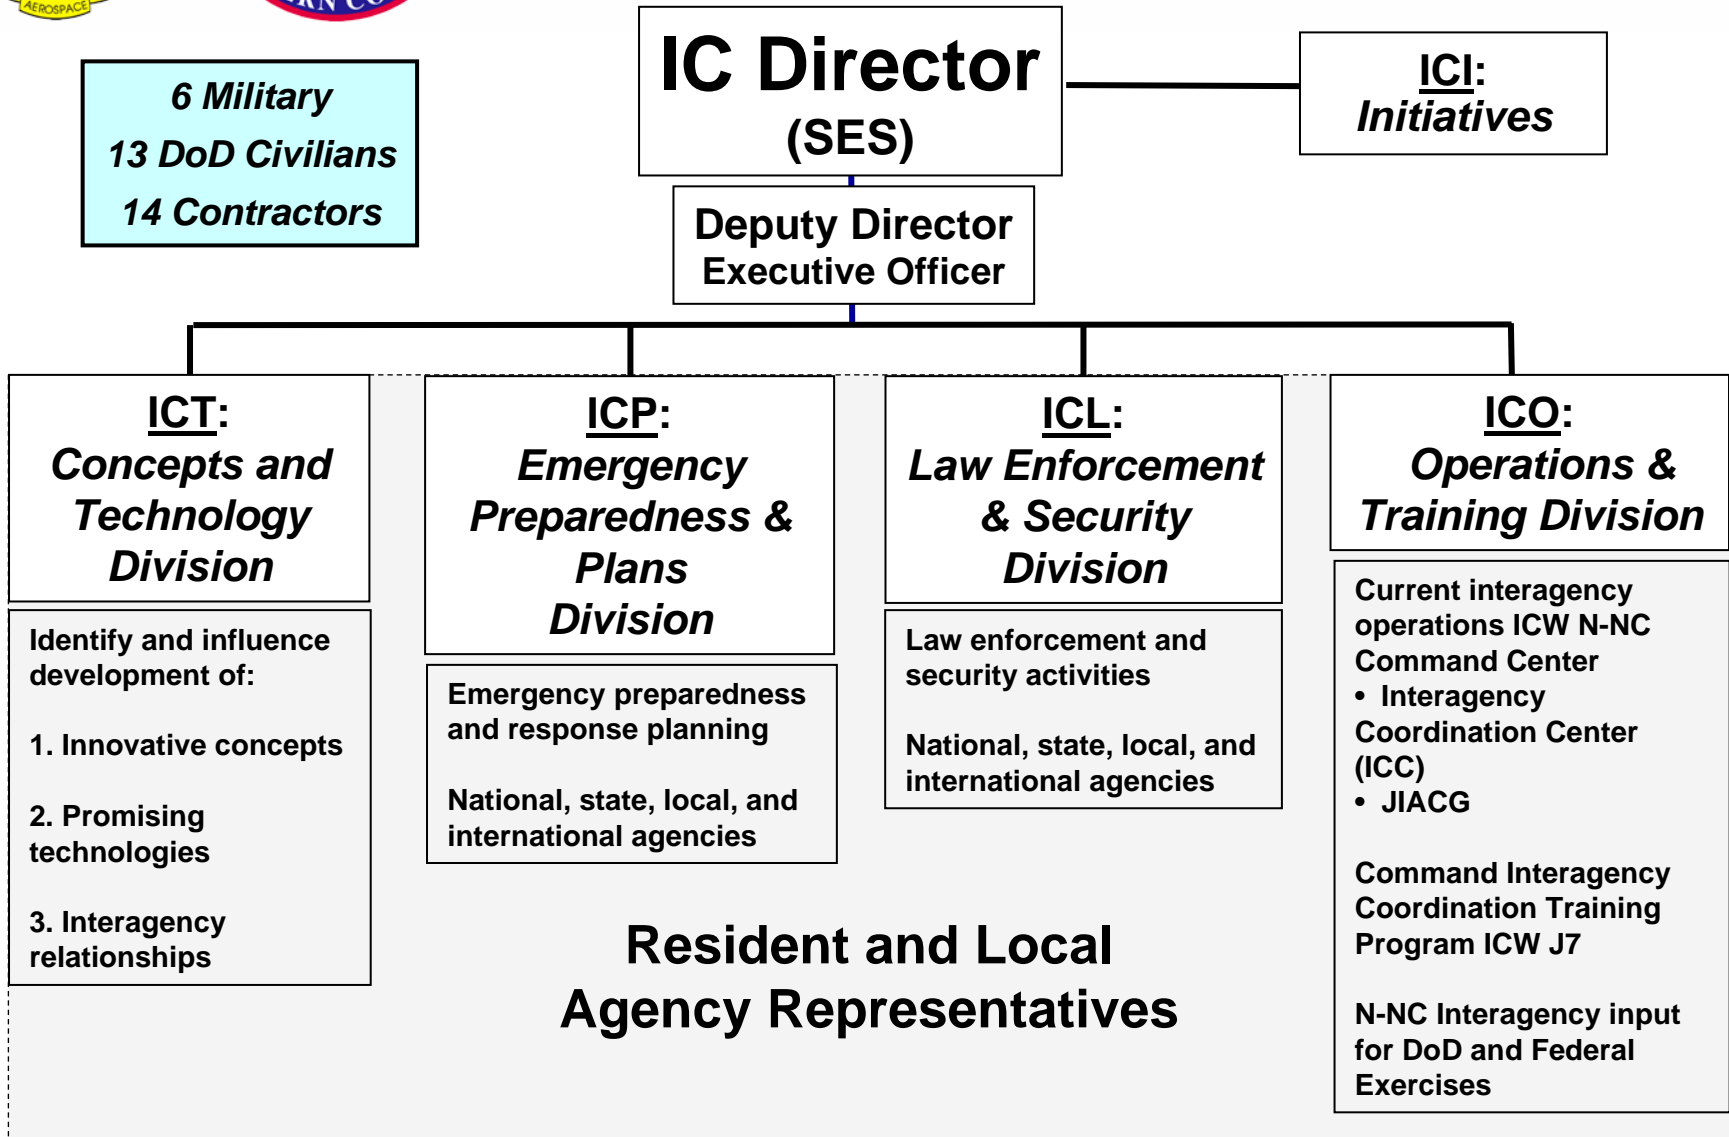 AEROSPACE
RN CO
6 Military
13 DoD Civilians
14 Contractors
IC Director
(SES)
ICI:
Initiatives
Deputy Director
Executive Officer
ICT:
Concepts and
Technology
Division
Identify and influence
development of:
1. Innovative concepts
2. Promising
technologies
3. Interagency
relationships
ICP:
Emergency
Preparedness &
Plans
Division
Emergency preparedness
and response planning
National, state, local, and
international agencies
ICL:
Law Enforcement
& Security
Division
Law enforcement and
security activities
National, state, local, and
international agencies
ICO:
Operations &
Training Division
Current interagency
operations ICW N-NC
Command Center
• Interagency
Coordination Center
(ICC)
• JIACG
Command Interagency
Coordination Training
Program ICW J7
N-NC Interagency input
for DoD and Federal
Exercises
Resident and Local
Agency Representatives